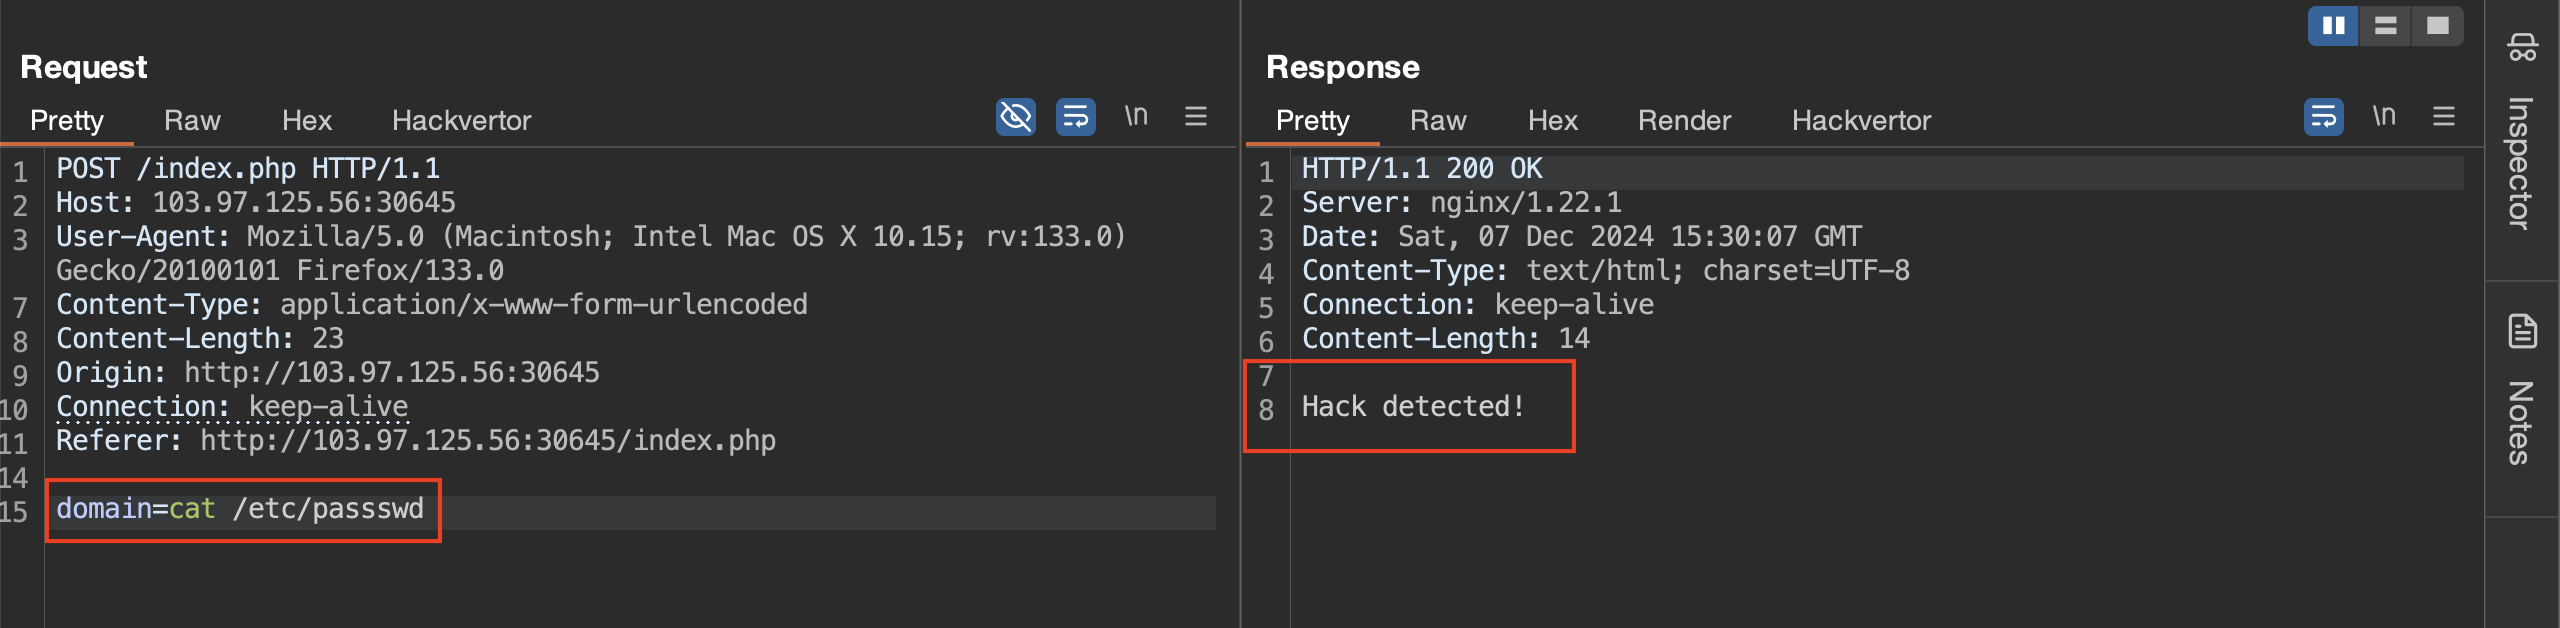 Request
Pretty Raw Hex Hackvertor \n
1 POST /index.php HTTP/1.1
2 Host: 103.97.125.56:30645
3 User-Agent: Mozilla/5.0 (Macintosh; Intel Mac OS X 10.15; rv:133.0)
Gecko/20100101 Firefox/133.0
7 Content-Type: application/x-www-form-urlencoded
8 Content-Length: 23
9 Origin: http://103.97.125.56:30645
10 Connection: keep-alive
11 Referer: http://103.97.125.56:30645/index.php
14
15 domain=cat /etc/passswd
Response
Pretty Raw Hex Render Hackvertor \n
1 HTTP/1.1 200 OK
2 Server: nginx/1.22.1
3 Date: Sat, 07 Dec 2024 15:30:07 GMT
4 Content-Type: text/html; charset=UTF-8
5 Connection: keep-alive
6 Content-Length: 14
7
8 Hack detected!
Inspector
Notes